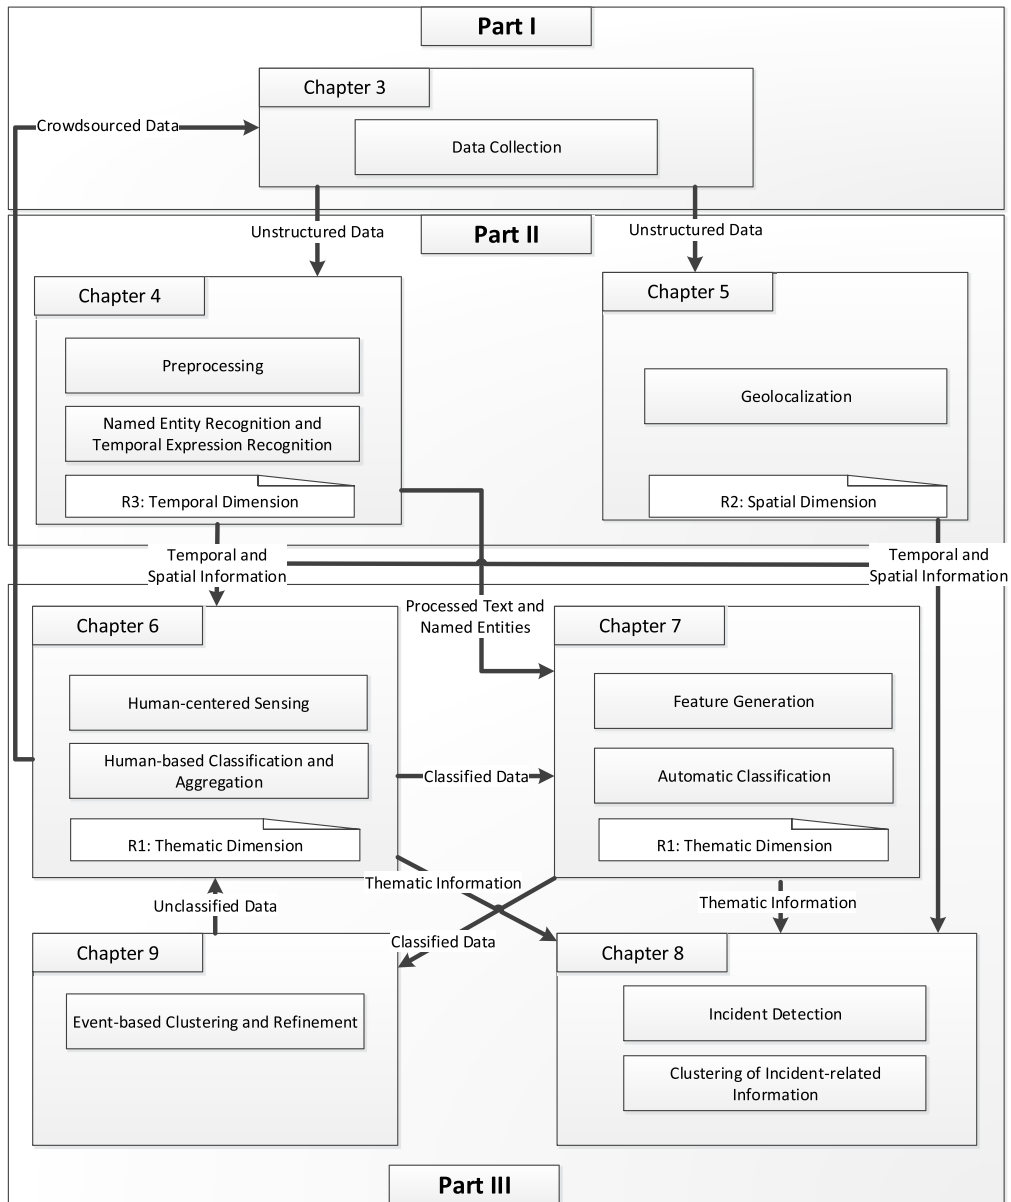 Part I
Chapter 3
Crowdsourced Data
Data Collection
Unstructured Data
Unstructured Data
Part II
Chapter 4
Chapter 5
Preprocessing
Geolocalization
Named Entity Recognition and
Temporal Expression Recognition
R3: Temporal Dimension
R2: Spatial Dimension
Temporal and
Spatial Information
Temporal and
Spatial Information
Processed Text and
Named Entities
Chapter 6
Chapter 7
Human-centered Sensing
Feature Generation
Human-based Classification and
Aggregation
Classified Data
Automatic Classification
R1: Thematic Dimension
R1: Thematic Dimension
Thematic Information
Thematic Information
Unclassified Data
Classified Data
Chapter 9
Chapter 8
Event-based Clustering and Refinement
Incident Detection
Clustering of Incident-related
Information
Part III